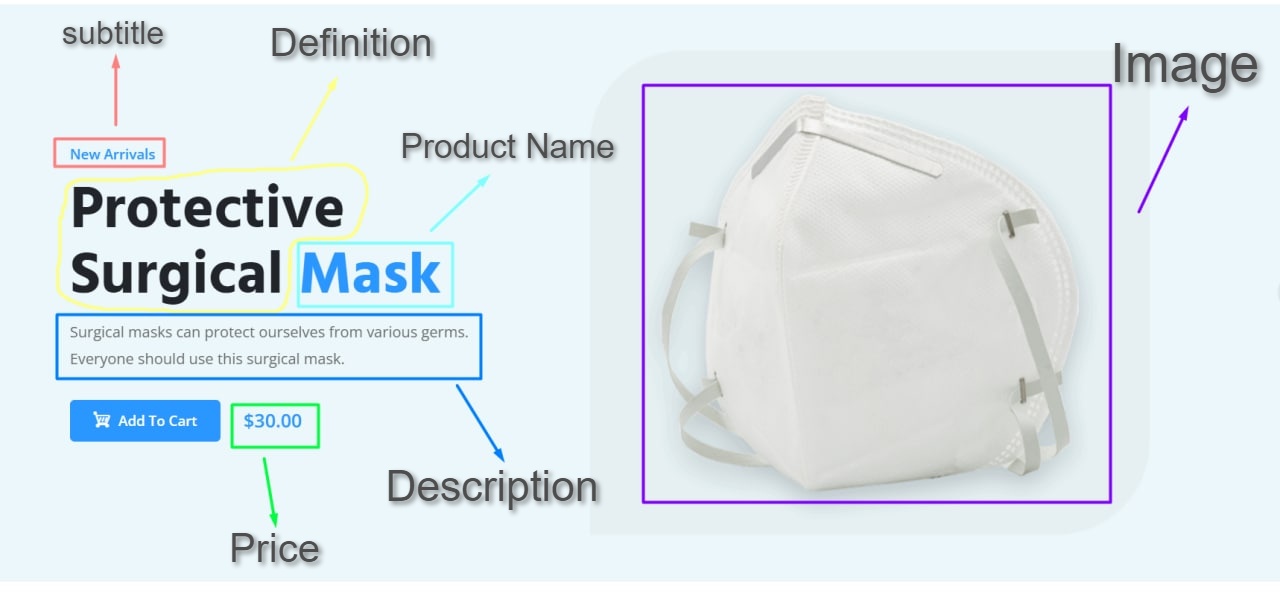 subtitle
Definition
Image
Product Name
New Arrivals
Protective
Surgical Mask
Surgical masks can protect ourselves from various germs.
Everyone should use this surgical mask.
Add To Cart
$30.00
Description
Price